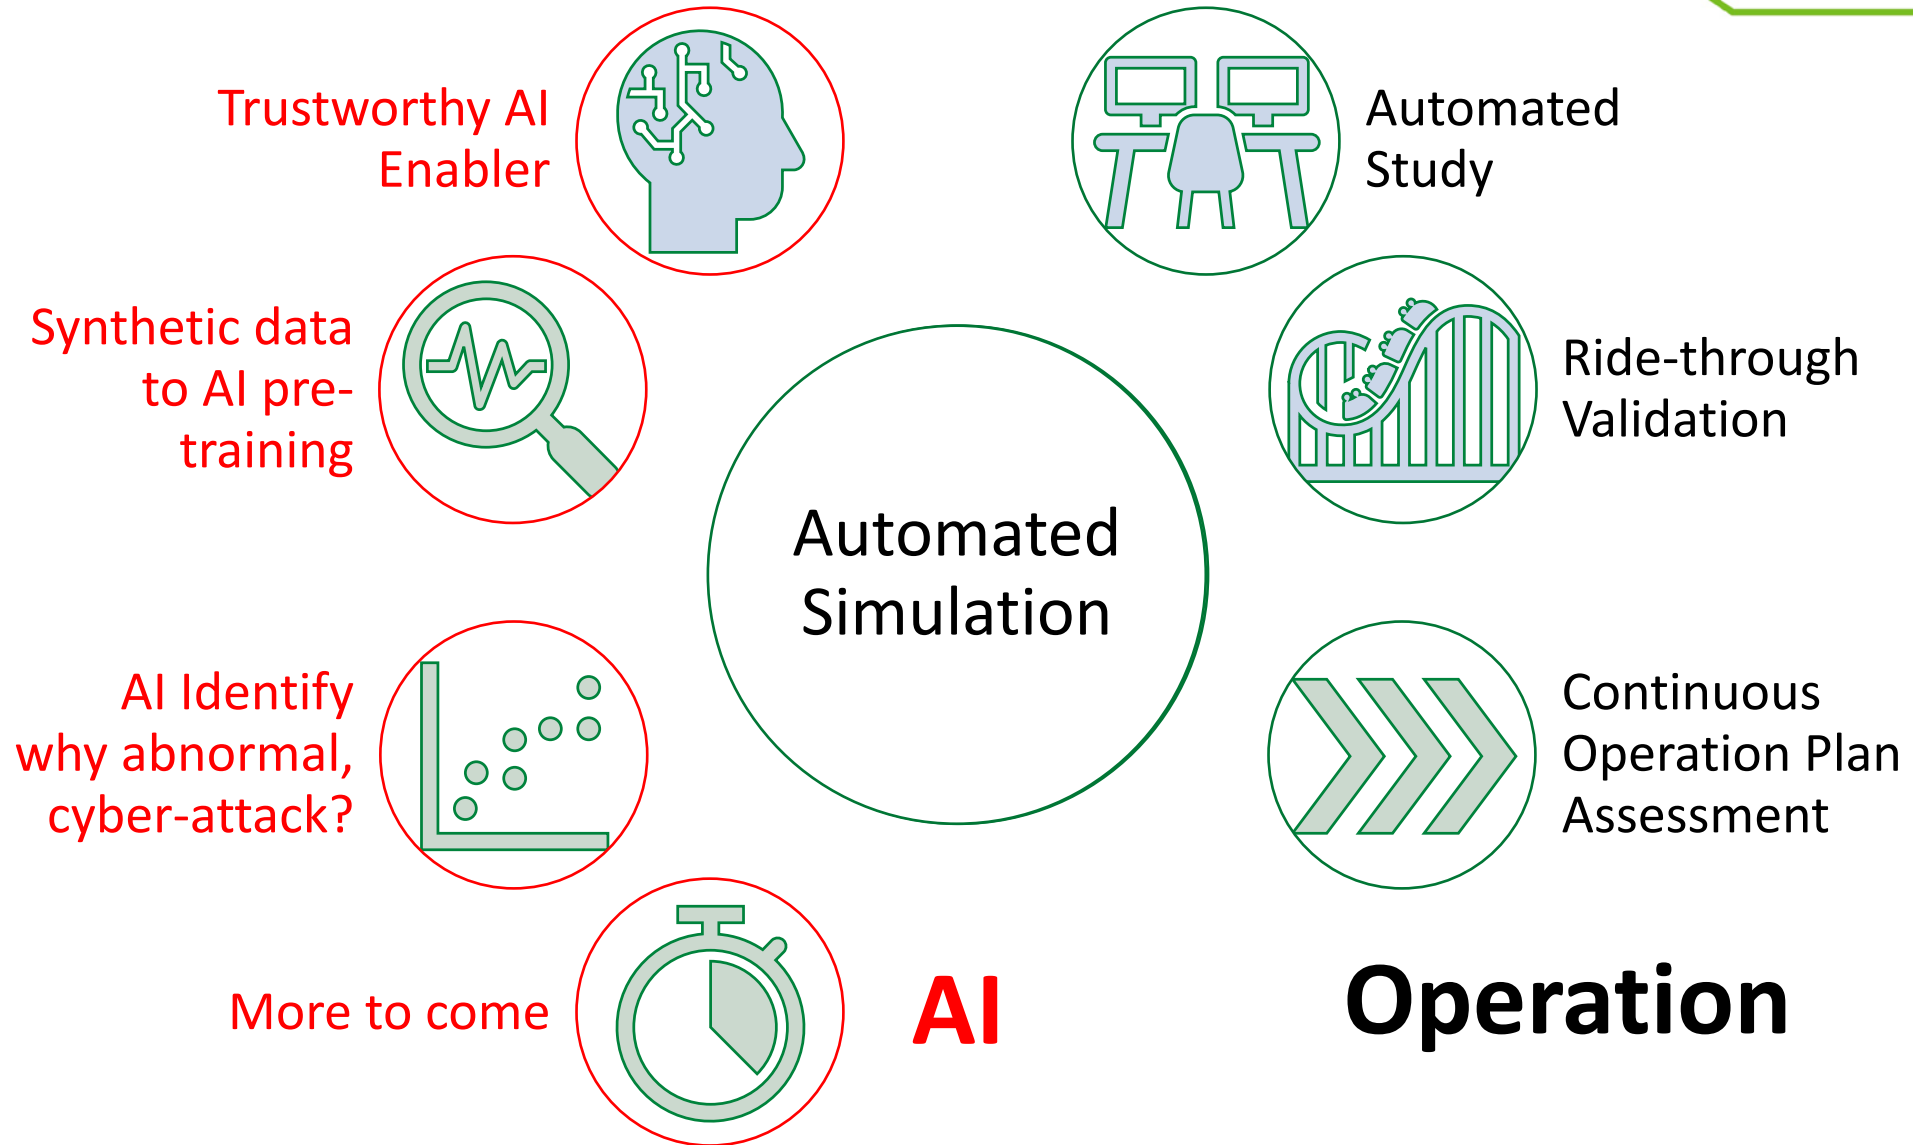 Trustworthy AI
Enabler
Synthetic data
to AI pre-
training
AI Identify
why abnormal,
cyber-attack?
More to come
Automated
Simulation
Automated
Study
Ride-through
Validation
Continuous
Operation Plan
Assessment
AI
Operation